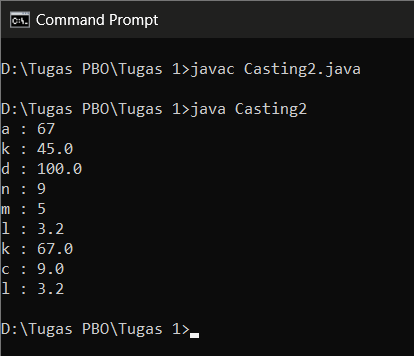 Command Prompt
D:\Tugas PBO\Tugas 1>javac Casting2.java
D:\Tugas PBO\Tugas 1>java Casting2
a : 67
k : 45.0
d : 100.0
n : 9
m : 5
l : 3.2
k : 67.0
c : 9.0
l : 3.2
D:\Tugas PBO\Tugas 1>